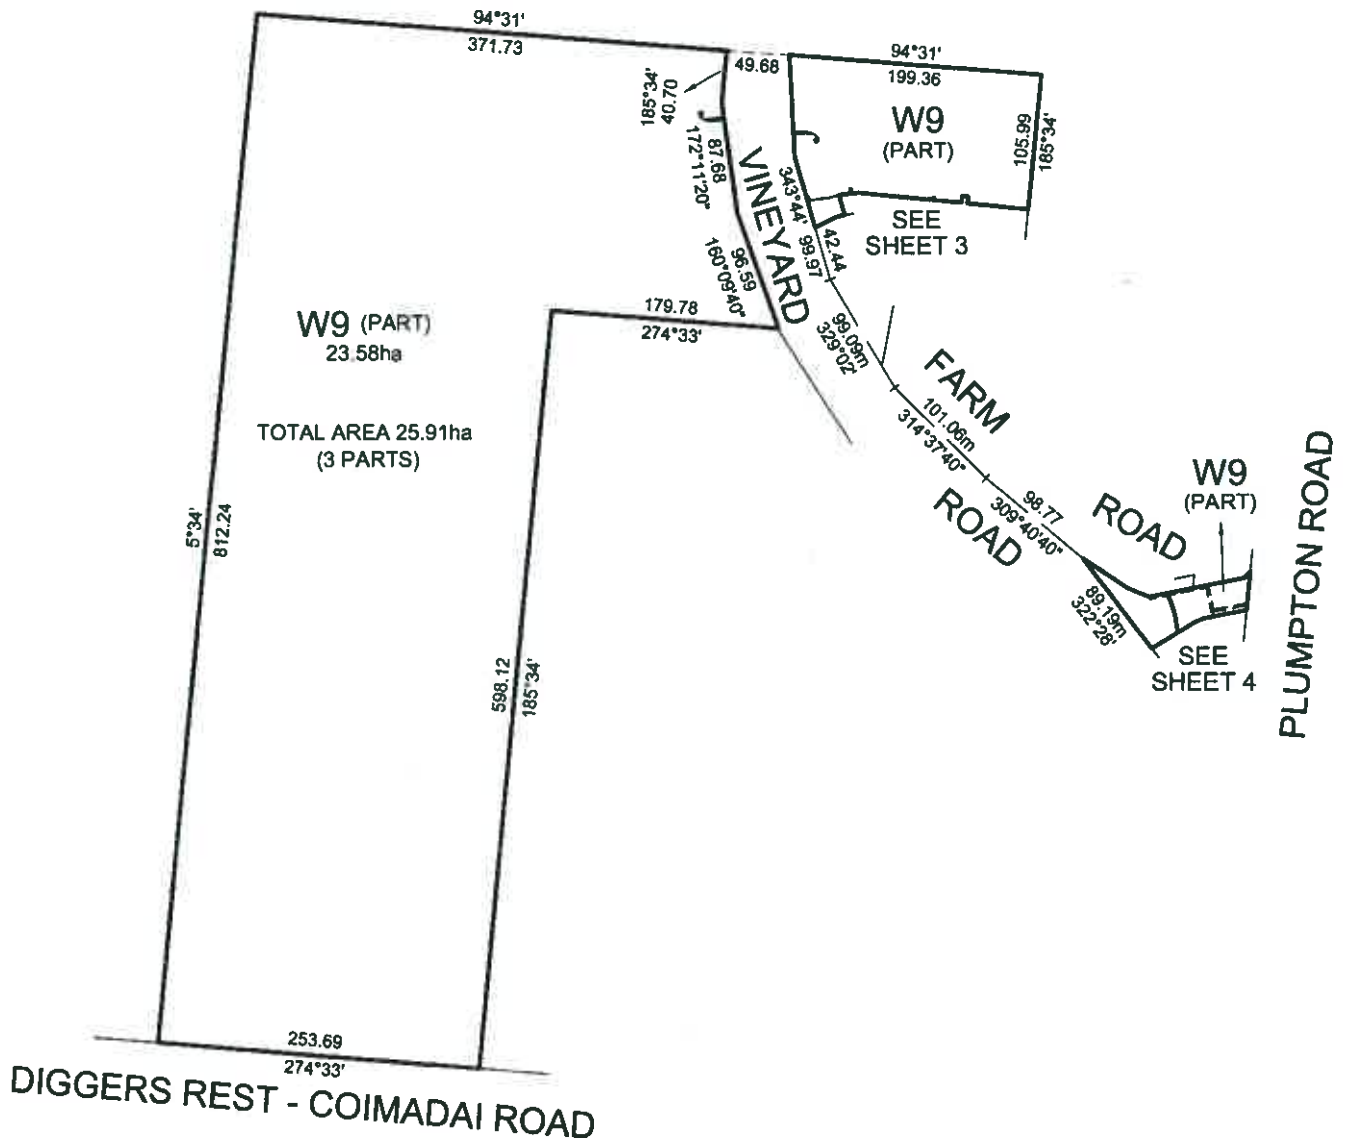 94°31'
371.73
49.68
94°31'
199.36
185°34'
40.70
W9
(PART)
105.99
185°34'
87.68
172°11'20"
VINEYARD
343°44'
99.97
42.44
SEE
SHEET 3
96.59
160°09'40"
179.78
274°33'
W9 (PART)
23.58ha
TOTAL AREA 25.91ha
(3 PARTS)
99.09m
329°02'
FARM
101.06m
314°37'40"
ROAD
98.77
309°40'40"
ROAD
W9
(PART)
PLUMPTON ROAD
5°34'
812.24
89.19m
322°28'
SEE
SHEET 4
598.12
185°34'
253.69
274°33'
DIGGERS REST - COIMADAI ROAD